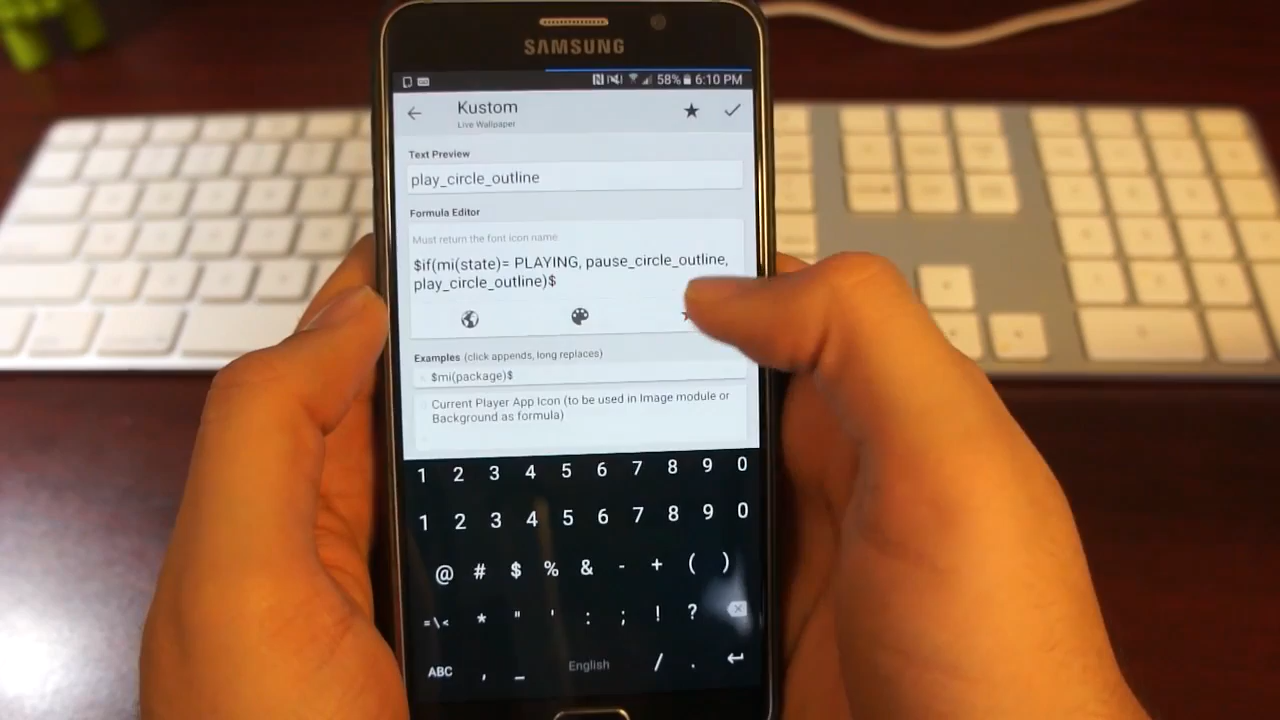 SAMSUNG
58% 6:10 PM
Kustom
Live Wallpaper
Text Preview
play_circle_outline
Formula Editor
Must return the font icon name
$if(mi(state)= PLAYING, pause_circle_outline,
play_circle_outline)$
Examples (click appends, long replaces)
$mi(package)$
Current Player App Icon (to be used in Image module or
Background as formula)
1 2 3 4 5 6 7 8 9 0
1 2 3 4 5 6 7 8 9 0
@ # $ % & - + ( )
=\< * " ' : ; ! ?
ABC , _ English / .